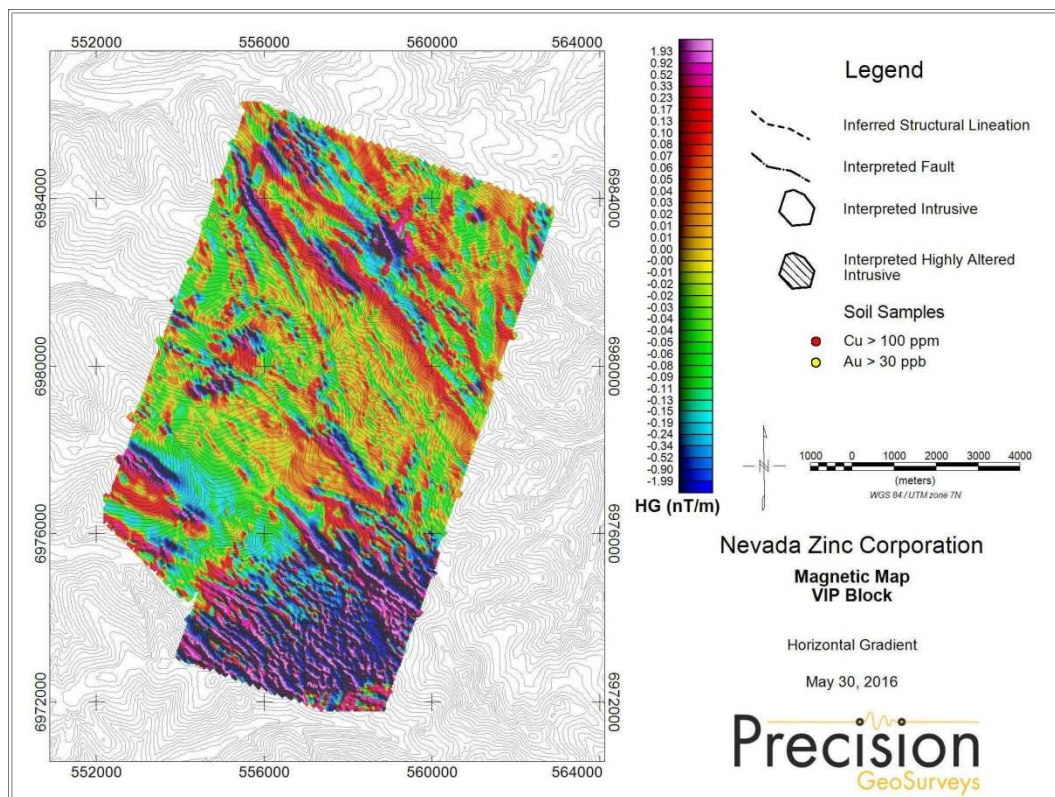 552000
556000
560000
564000
6984000
6980000
6976000
6972000
6984000
6980000
6976000
6972000
552000
556000
560000
564000
1.93
0.92
0.52
0.33
0.23
0.17
0.13
0.10
0.08
0.07
0.06
0.05
0.04
0.03
0.02
0.01
0.00
0.00
-0.01
-0.01
-0.02
-0.02
-0.03
-0.04
-0.05
-0.04
-0.06
-0.08
-0.09
-0.11
-0.13
-0.15
-0.19
-0.24
-0.34
-0.52
-0.90
-1.99
HG (nT/m)
Legend
Inferred Structural Lineation
Interpreted Fault
Interpreted Intrusive
Interpreted Highly Altered
Intrusive
Soil Samples
Cu > 100 ppm
Au > 30 ppb
N
1000 0 1000 2000 3000 4000
(meters)
WGS 84 / UTM zone 7N
Nevada Zinc Corporation
Magnetic Map
VIP Block
Horizontal Gradient
May 30, 2016
Precision
GeoSurveys